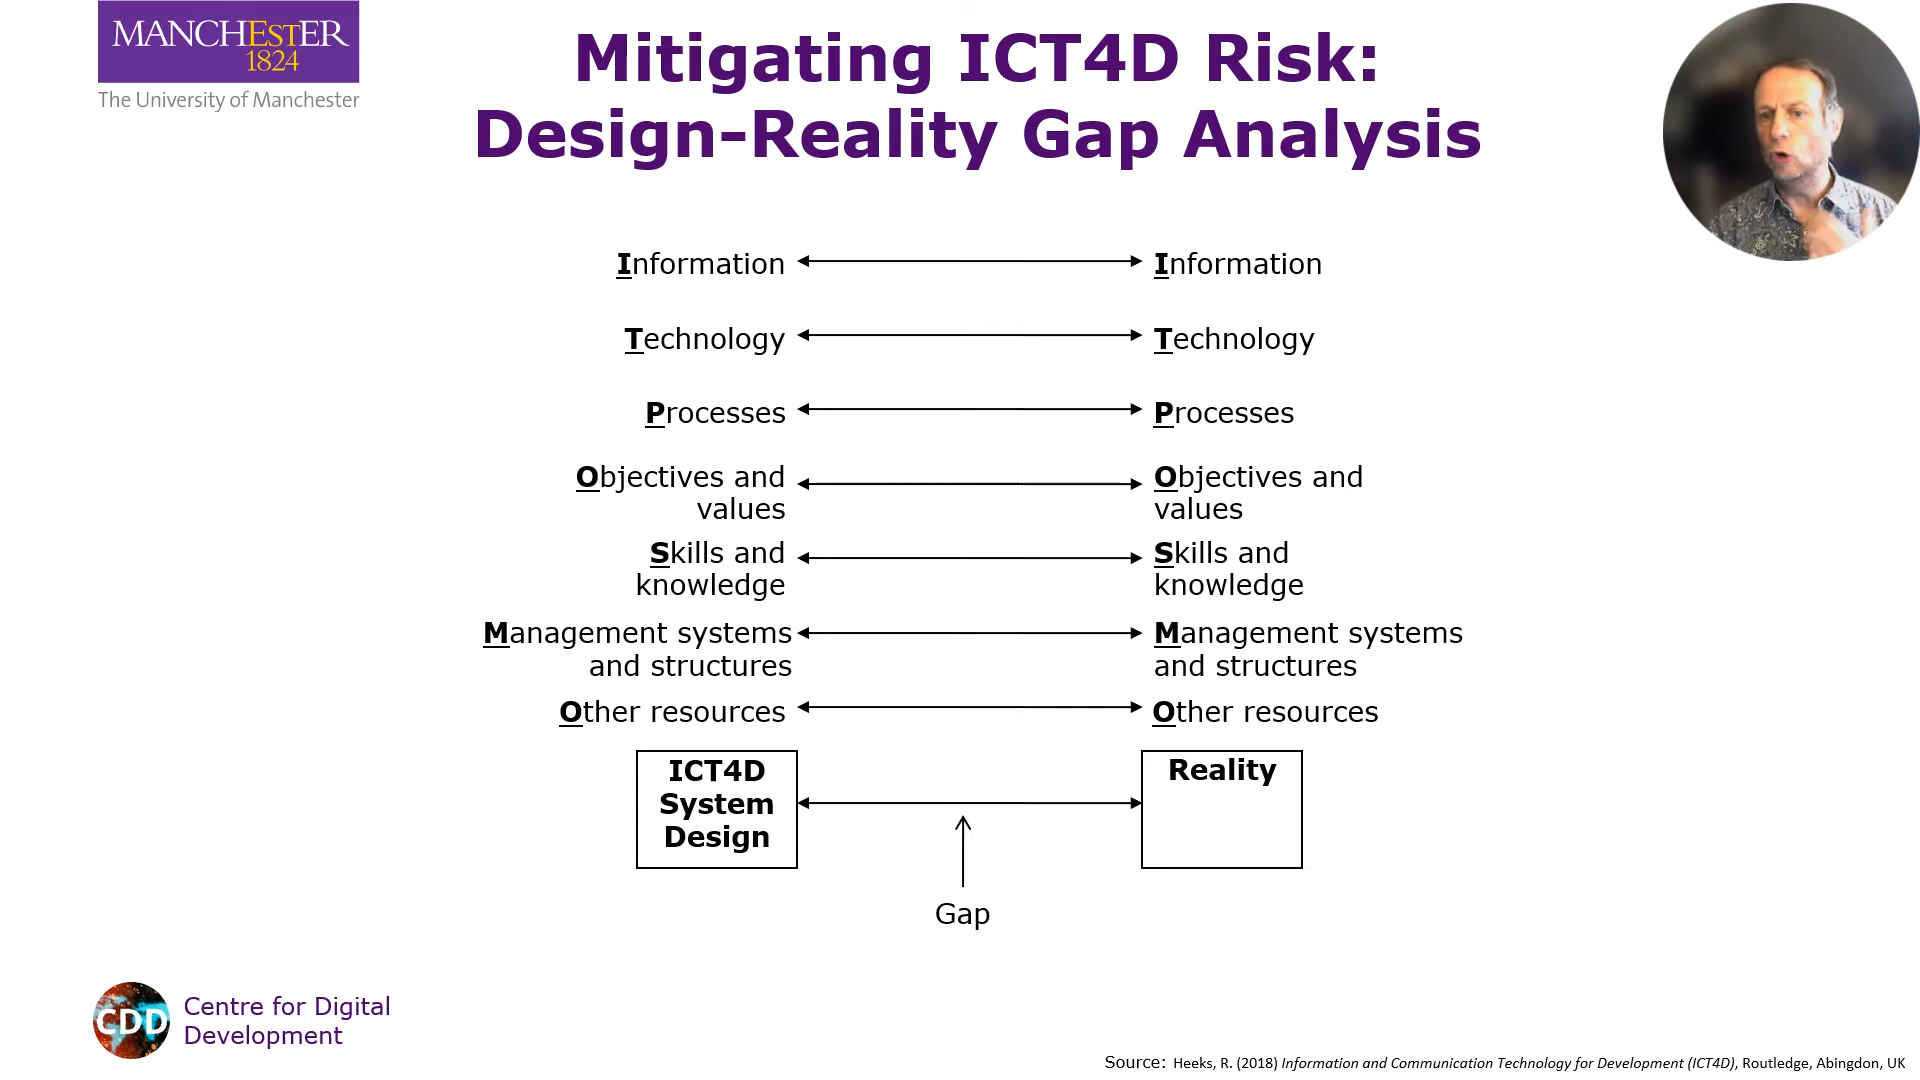 MANCHESTER
1824
The University of Manchester
Mitigating ICT4D Risk:
Design-Reality Gap Analysis
Information
Information
Technology
Technology
Processes
Processes
Objectives and
values
Objectives and
values
Skills and
knowledge
Skills and
knowledge
Management systems
and structures
Management systems
and structures
Other resources
Other resources
ICT4D
System
Design
Reality
Gap
CDD
Centre for Digital
Development
Source: Heeks, R. (2018) Information and Communication Technology for Development (ICT4D), Routledge, Abingdon, UK